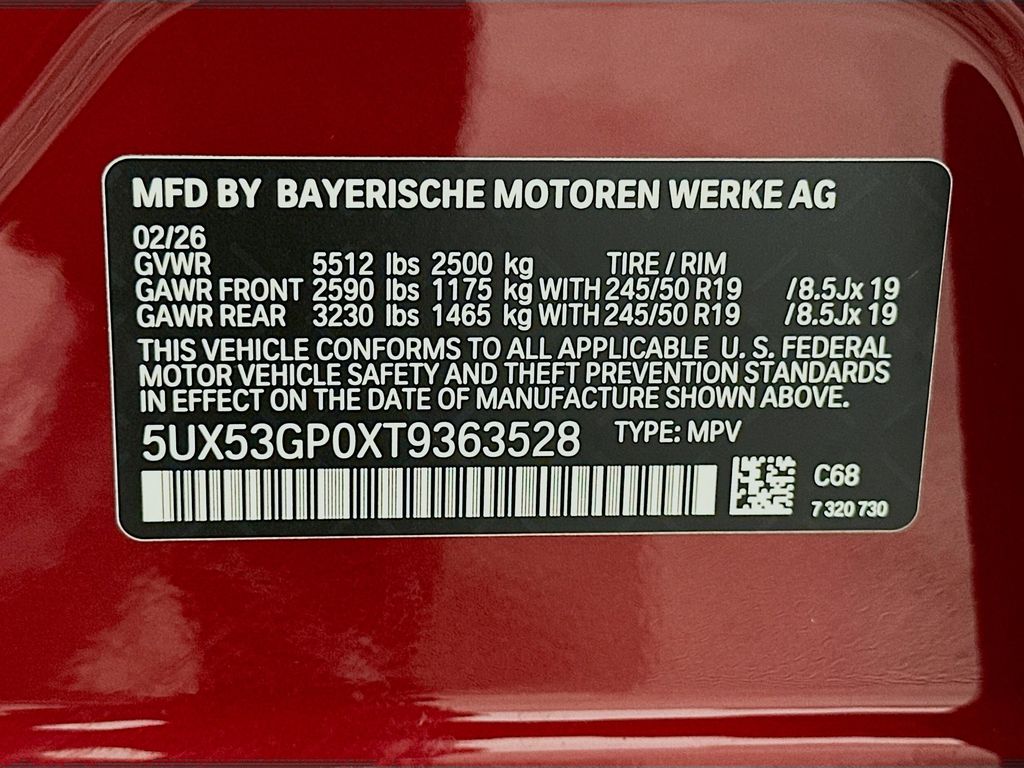 MFD BY BAYERISCHE MOTOREN WERKE AG
02/26
GVWR 5512 lbs 2500 kg TIRE / RIM
GAWR FRONT 2590 lbs 1175 kg WITH 245/50 R19 /8.5Jx 19
GAWR REAR 3230 lbs 1465 kg WITH 245/50 R19 /8.5Jx 19
THIS VEHICLE CONFORMS TO ALL APPLICABLE U. S. FEDERAL
MOTOR VEHICLE SAFETY AND THEFT PREVENTION STANDARDS
IN EFFECT ON THE DATE OF MANUFACTURE SHOWN ABOVE.
5UX53GP0XT9363528 TYPE: MPV
C68
7 320 730